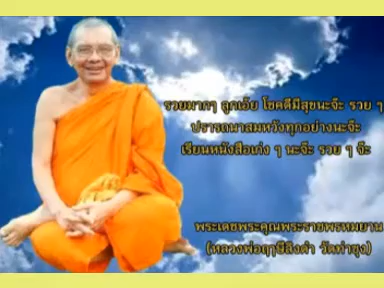 รวยมากๆ ลูกเอ้ย โชคดีมีสุขนะจ๊ะ รวย ๆ
ปรารถนาสมหวังทุกอย่างนะจ๊ะ
เรียนหนังสือเก่ง ๆ นะจ๊ะ รวย ๆ จ๊ะ
พระเดชพระคุณพระราชพรหมยาน
(หลวงพ่อฤาษีลิงดำ วัดท่าซุง)